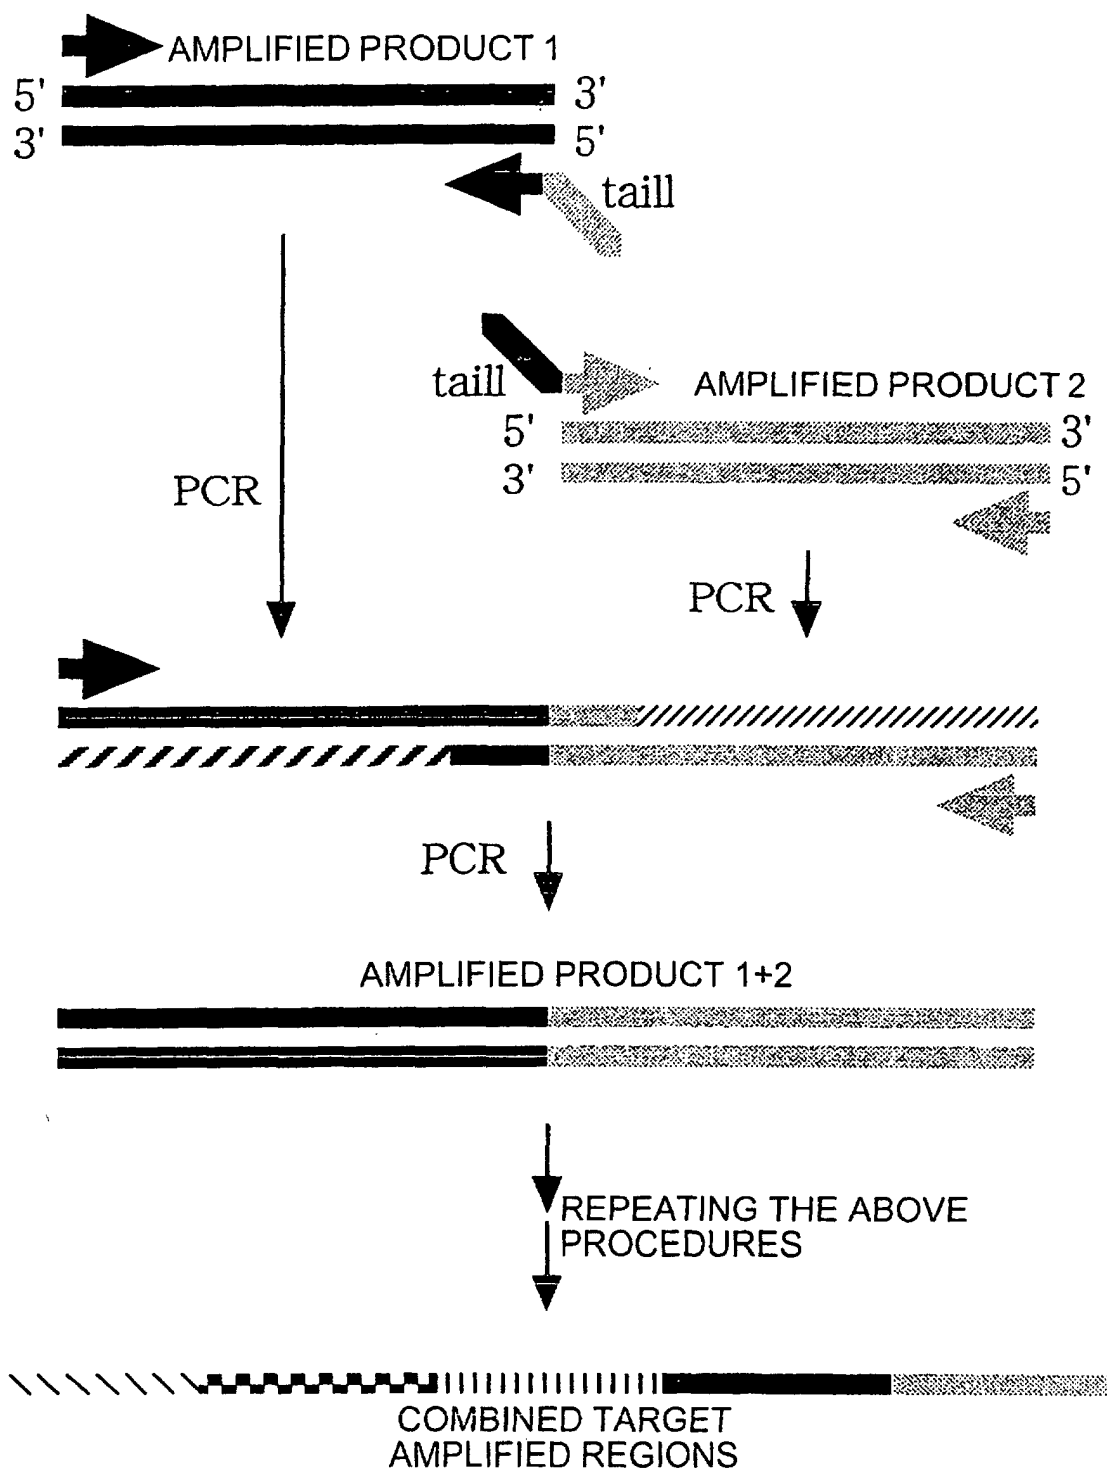 AMPLIFIED PRODUCT 1
5' 3'
3' 5'
taill
taill
AMPLIFIED PRODUCT 2
5' 3'
3' 5'
PCR
PCR
PCR
AMPLIFIED PRODUCT 1+2
REPEATING THE ABOVE
PROCEDURES
COMBINED TARGET
AMPLIFIED REGIONS